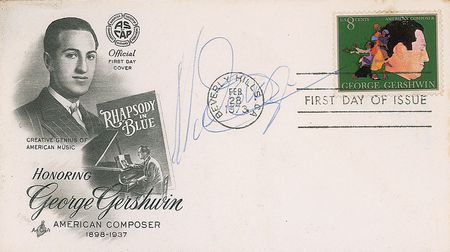 ASCAP
Official
FIRST DAY
COVER
CREATIVE GENIUS OF
AMERICAN MUSIC
RHAPSODY
IN
BLUE
HONORING
George Gershwin
AMERICAN COMPOSER
1898-1937
BEVERLY HILLS, CA
FEB
28
1973
U.S. 8 CENTS AMERICAN COMPOSER
GEORGE GERSHWIN
FIRST DAY OF ISSUE